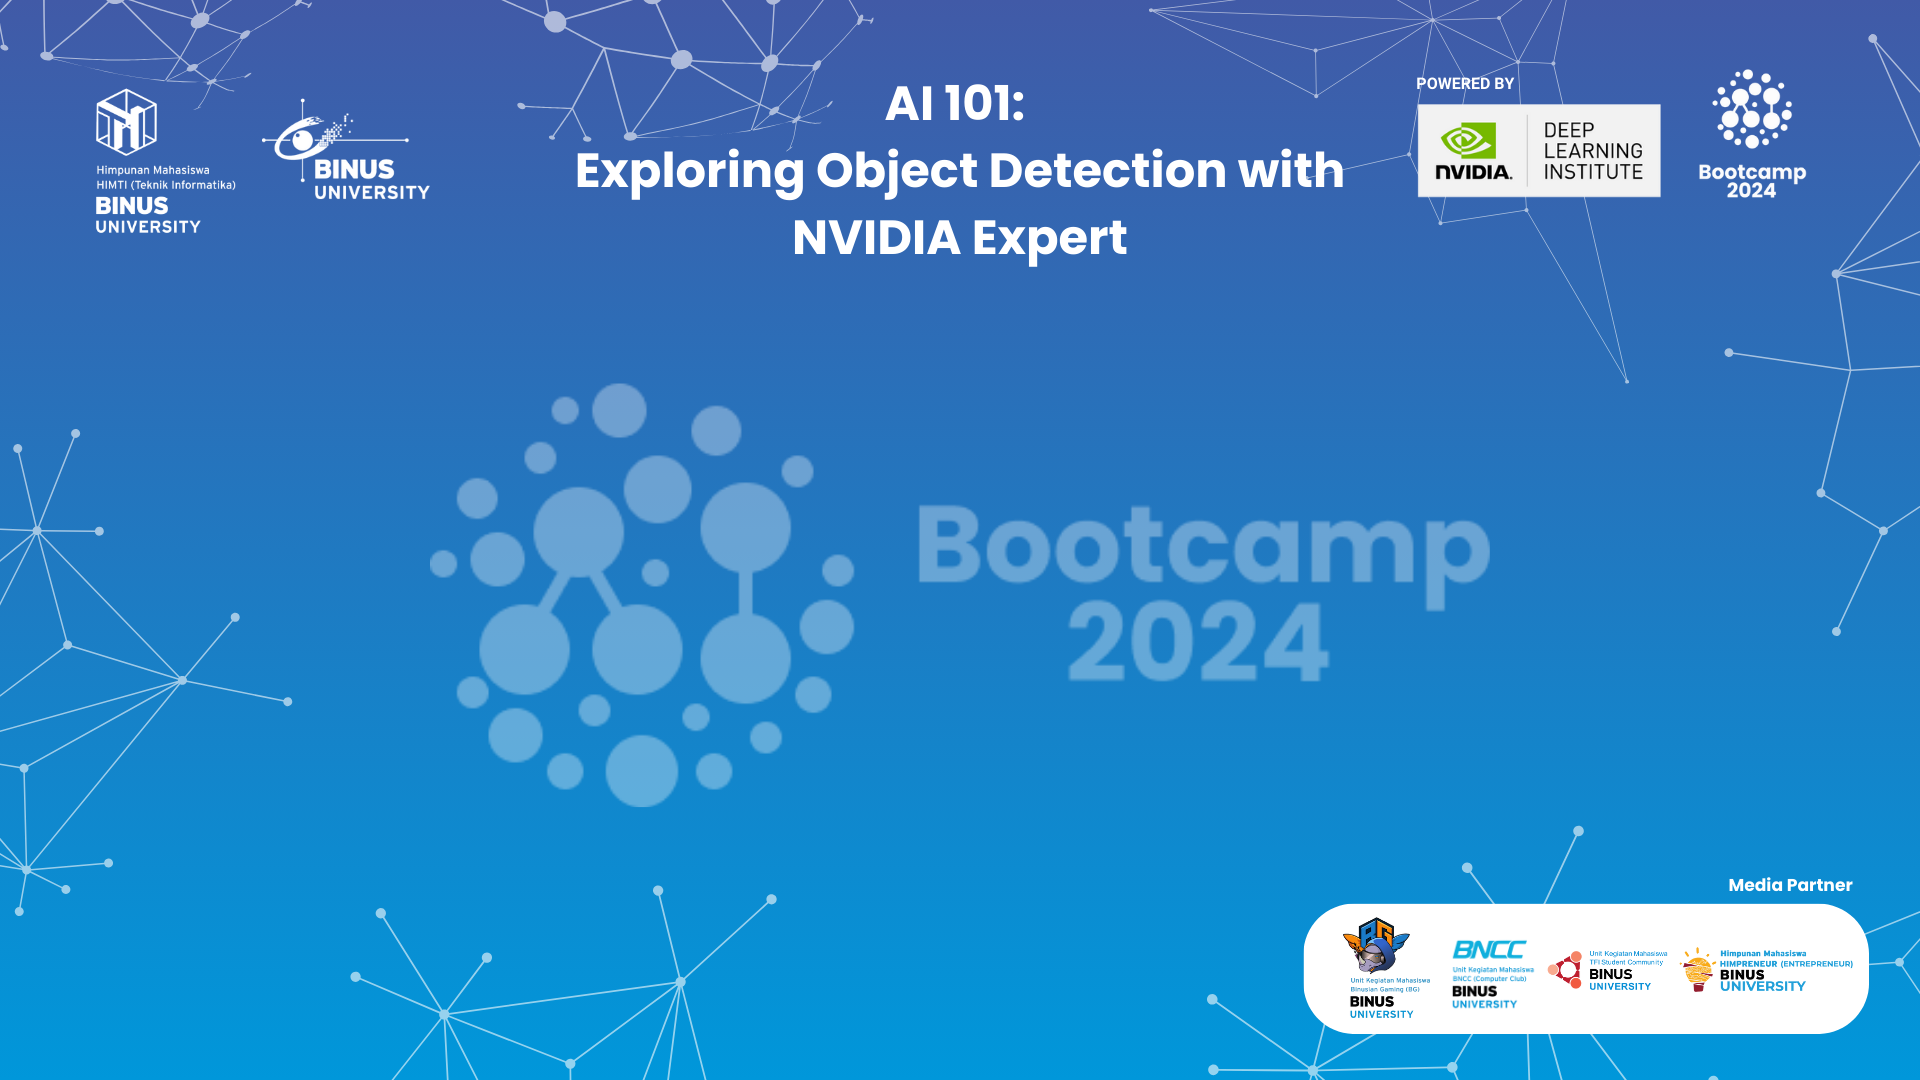 Himpunan Mahasiswa
HIMTI (Teknik Informatika)
BINUS
UNIVERSITY
BINUS
UNIVERSITY
AI 101:
Exploring Object Detection with
NVIDIA Expert
POWERED BY
NVIDIA.
DEEP
LEARNING
INSTITUTE
Bootcamp
2024
Bootcamp
2024
Media Partner
BG
Unit Kegiatan Mahasiswa
Binusian Gaming (BG)
BINUS
UNIVERSITY
BNCC
Unit Kegiatan Mahasiswa
BNCC (Computer Club)
BINUS
UNIVERSITY
Unit Kegiatan Mahasiswa
TFI Student Community
BINUS
UNIVERSITY
Himpunan Mahasiswa
HIMPRENEUR (ENTREPRENEUR)
BINUS
UNIVERSITY